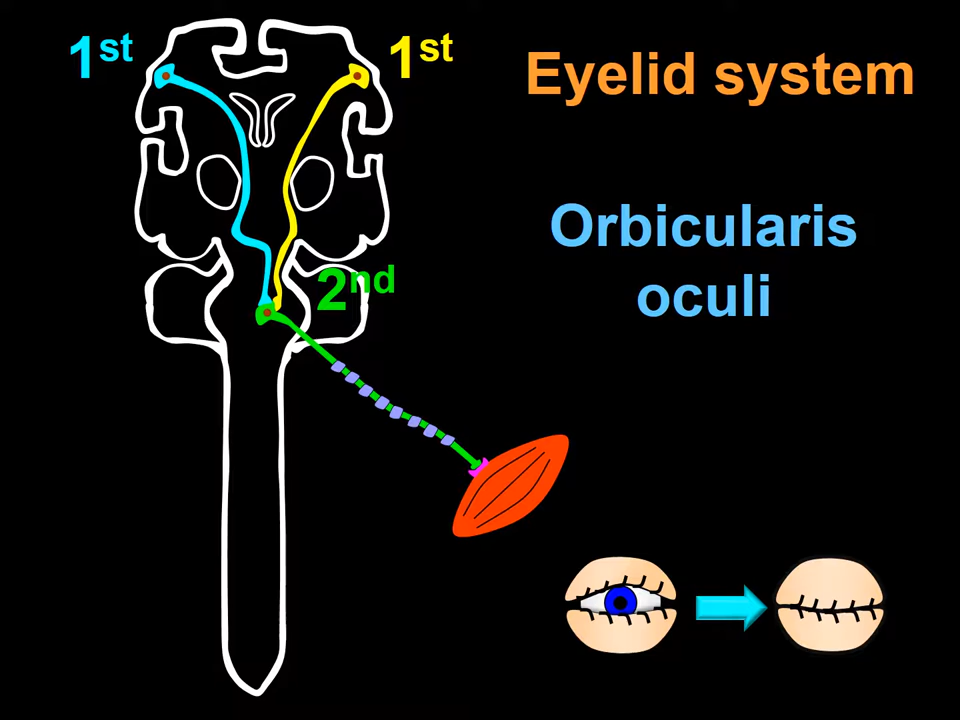 1st
1st
Eyelid system
Orbicularis
oculi
2nd